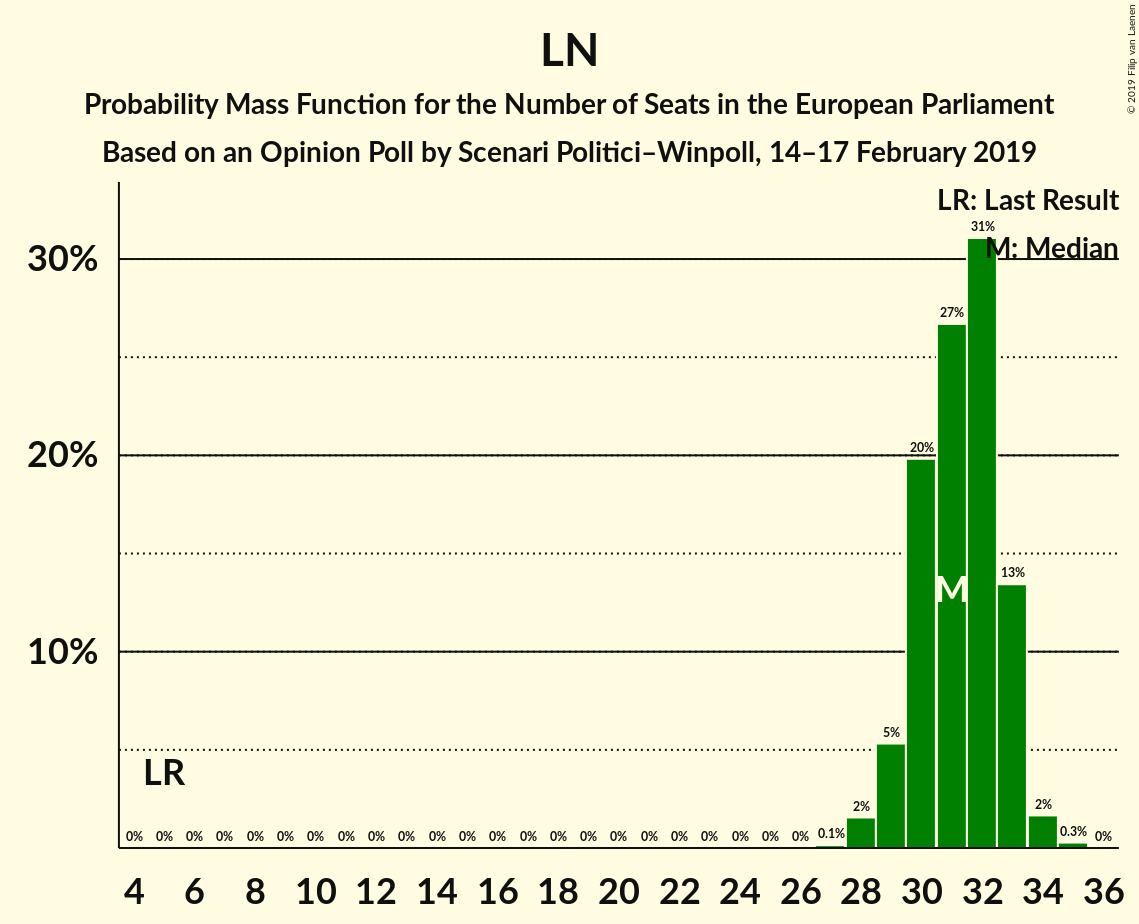 LN
Probability Mass Function for the Number of Seats in the European Parliament
Based on an Opinion Poll by Scenari Politici–Winpoll, 14–17 February 2019
© 2019 Filip van Laenen
LR: Last Result
M: Median
30%
20%
10%
31%
27%
20%
13%
5%
2%
2%
M
LR
0% 0% 0% 0% 0% 0% 0% 0% 0% 0% 0% 0% 0% 0% 0% 0% 0% 0% 0% 0% 0% 0% 0% 0.1% 0.3% 0%
4 6 8 10 12 14 16 18 20 22 24 26 28 30 32 34 36